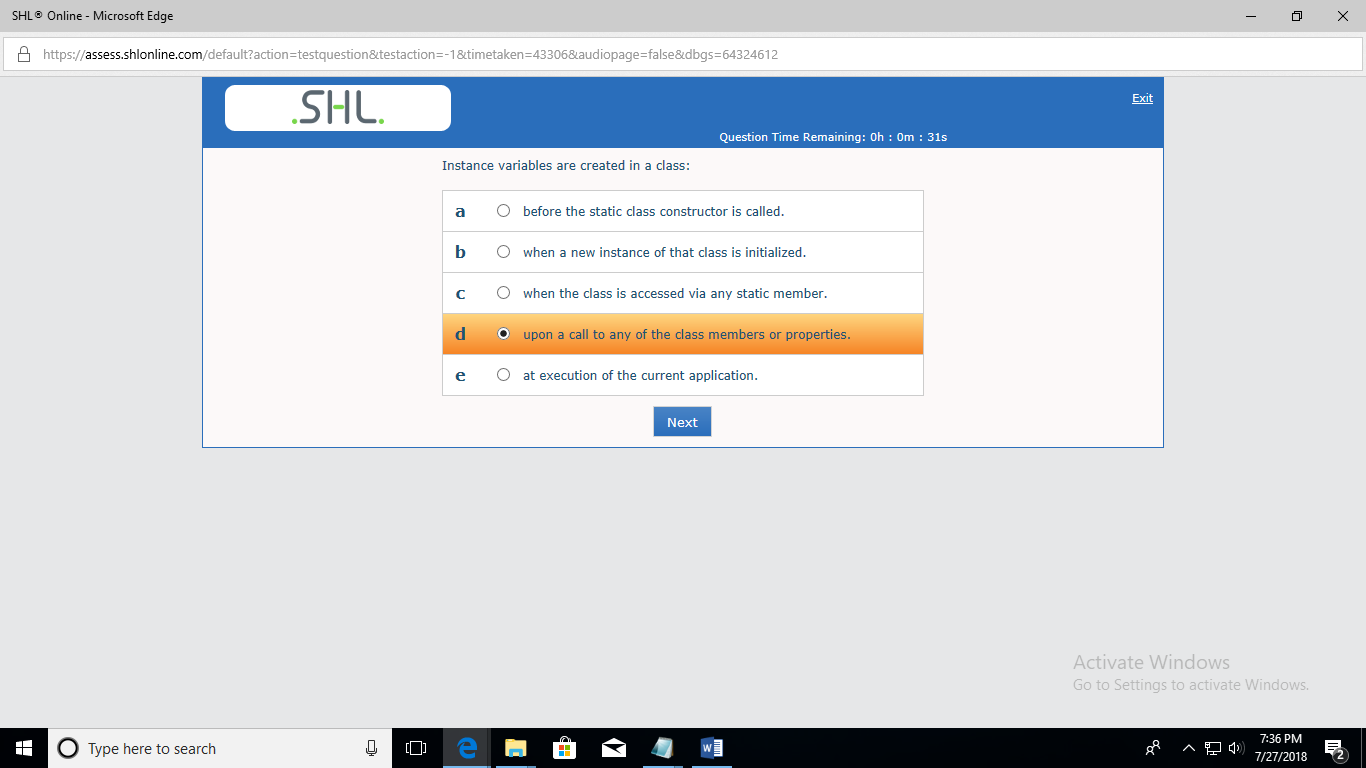 SHL® Online - Microsoft Edge
https://assess.shlonline.com/default?action=testquestion&testaction=-1&timetaken=43306&audiopage=false&dbgs=64324612
.SHL.
Exit
Question Time Remaining: 0h : 0m : 31s
Instance variables are created in a class:
a before the static class constructor is called.
b when a new instance of that class is initialized.
c when the class is accessed via any static member.
d upon a call to any of the class members or properties.
e at execution of the current application.
Next
Activate Windows
Go to Settings to activate Windows.
Type here to search
7:36 PM
7/27/2018
2